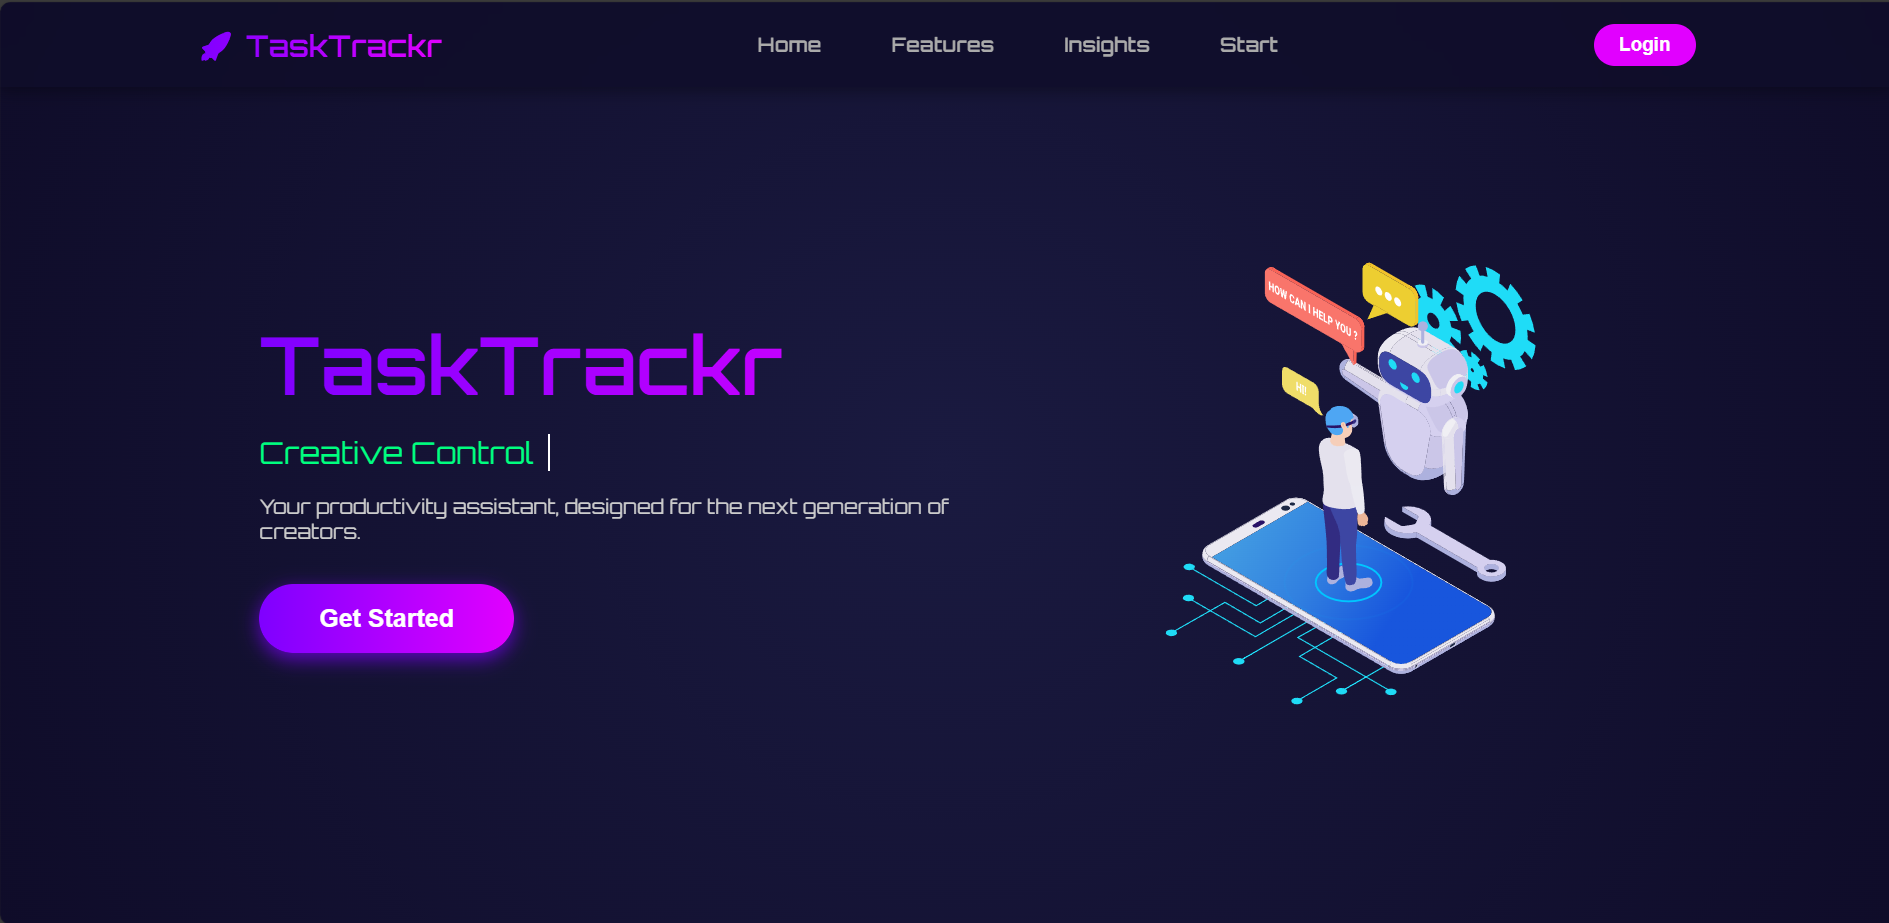 TaskTrackr
Home
Features
Insights
Start
Login
TaskTrackr
Creative Control
Your productivity assistant, designed for the next generation of
creators.
Get Started
HOW CAN I HELP YOU ?
HI!